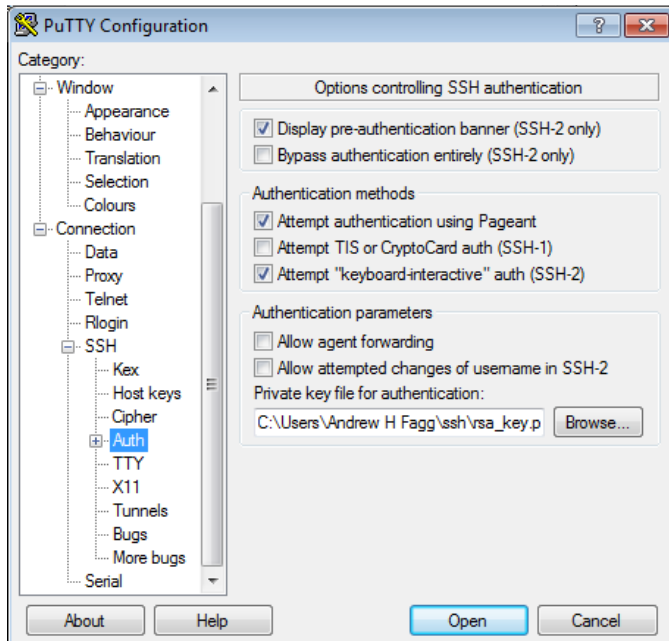 PuTTY Configuration
Category:
Window
Appearance
Behaviour
Translation
Selection
Colours
Connection
Data
Proxy
Telnet
Rlogin
SSH
Kex
Host keys
Cipher
Auth
TTY
X11
Tunnels
Bugs
More bugs
Serial
Options controlling SSH authentication
Display pre-authentication banner (SSH-2 only)
Bypass authentication entirely (SSH-2 only)
Authentication methods
Attempt authentication using Pageant
Attempt TIS or CryptoCard auth (SSH-1)
Attempt "keyboard-interactive" auth (SSH-2)
Authentication parameters
Allow agent forwarding
Allow attempted changes of username in SSH-2
Private key file for authentication:
C:\Users\Andrew H Fagg\ssh\rsa_key.p
Browse...
About
Help
Open
Cancel